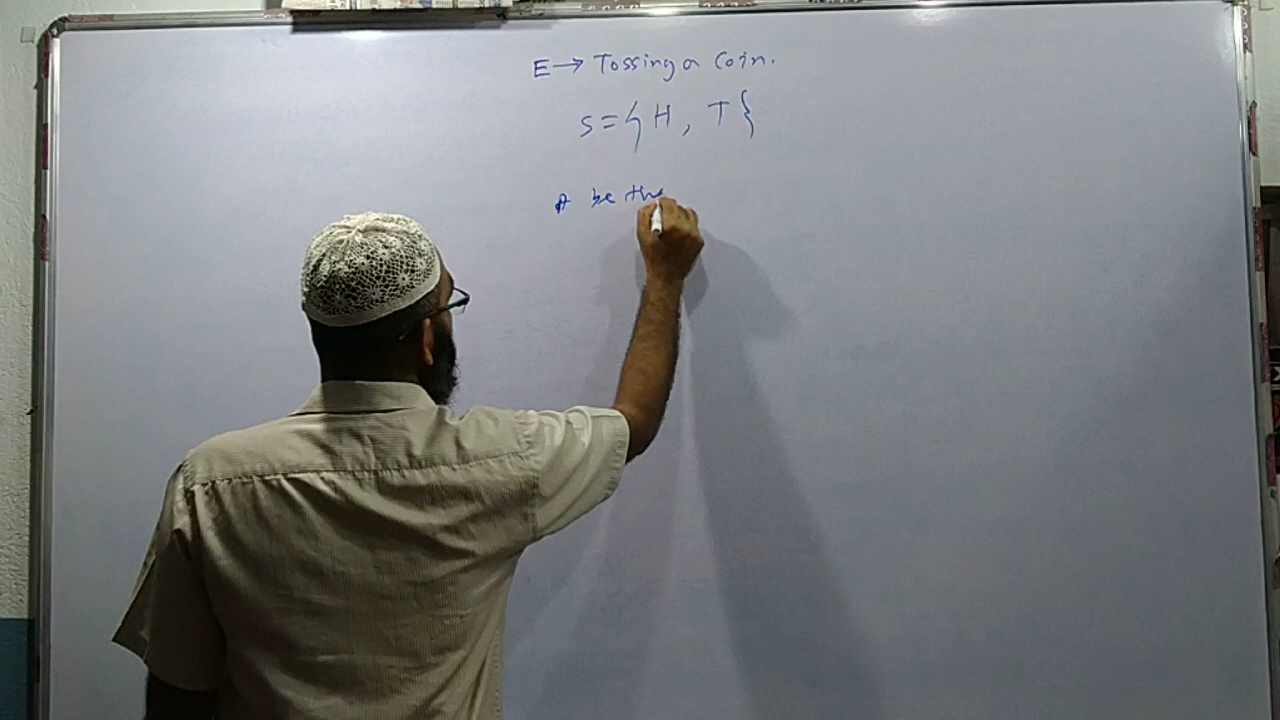 E → Tossing a Coin.
S = { H, T }
A be the